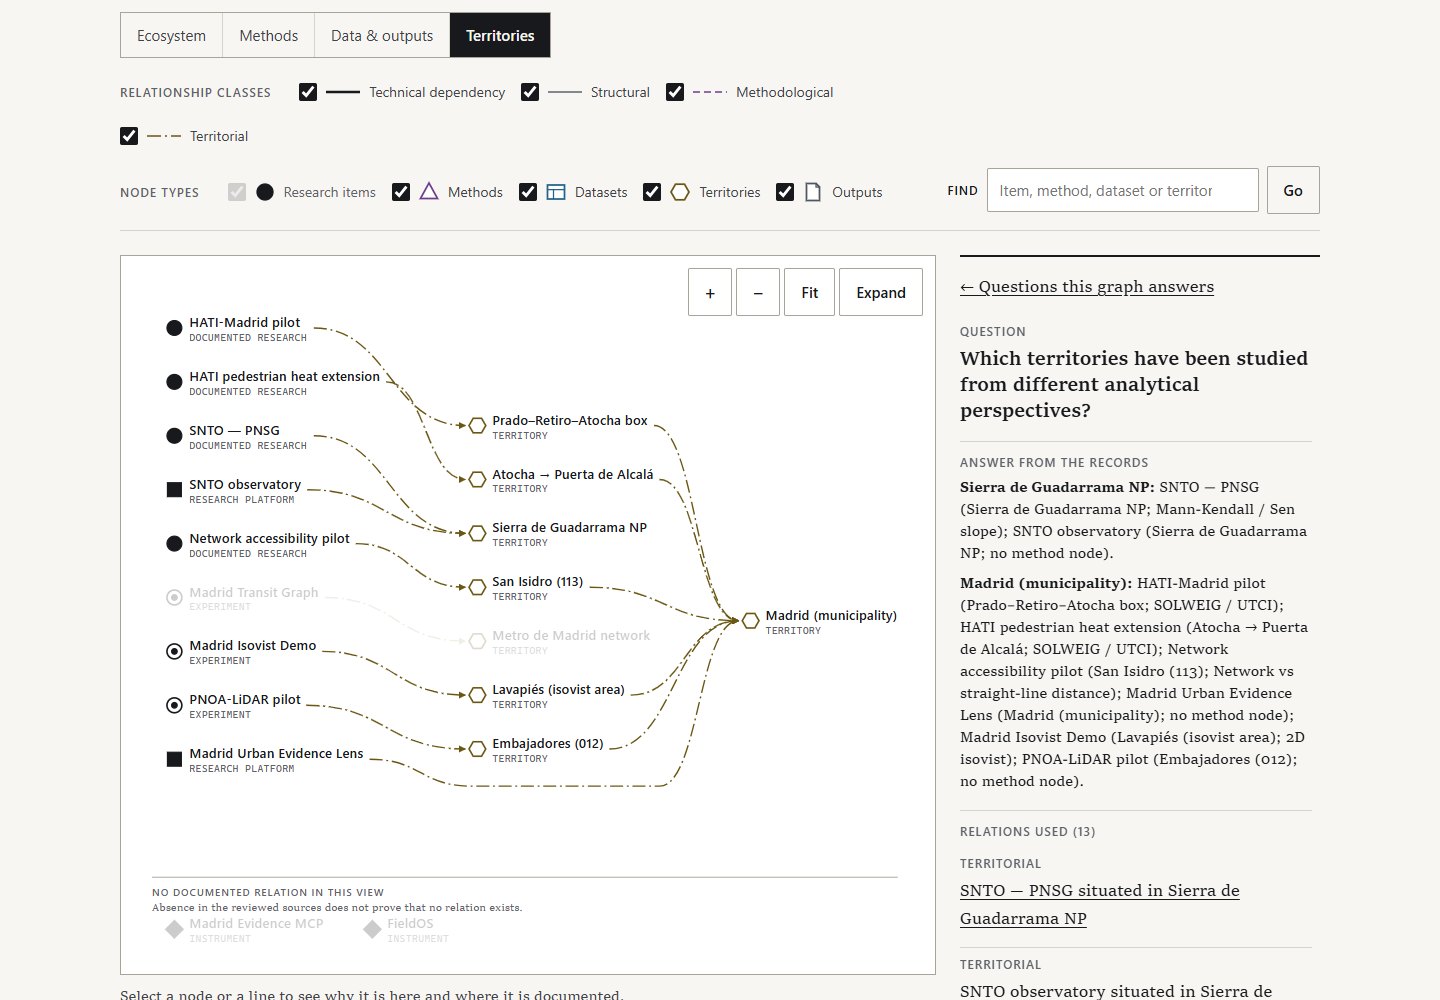 Ecosystem
Methods
Data & outputs
Territories
RELATIONSHIP CLASSES
Technical dependency
Structural
Methodological
Territorial
NODE TYPES
Research items
Methods
Datasets
Territories
Outputs
FIND
Item, method, dataset or territor
Go
+
−
Fit
Expand
HATI-Madrid pilot
DOCUMENTED RESEARCH
HATI pedestrian heat extension
DOCUMENTED RESEARCH
SNTO — PNSG
DOCUMENTED RESEARCH
SNTO observatory
RESEARCH PLATFORM
Network accessibility pilot
DOCUMENTED RESEARCH
Madrid Transit Graph
EXPERIMENT
Madrid Isovist Demo
EXPERIMENT
PNOA-LiDAR pilot
EXPERIMENT
Madrid Urban Evidence Lens
RESEARCH PLATFORM
Prado–Retiro–Atocha box
TERRITORY
Atocha → Puerta de Alcalá
TERRITORY
Sierra de Guadarrama NP
TERRITORY
San Isidro (113)
TERRITORY
Metro de Madrid network
TERRITORY
Lavapiés (isovist area)
TERRITORY
Embajadores (012)
TERRITORY
Madrid (municipality)
TERRITORY
NO DOCUMENTED RELATION IN THIS VIEW
Absence in the reviewed sources does not prove that no relation exists.
Madrid Evidence MCP
INSTRUMENT
FieldOS
INSTRUMENT
Select a node or a line to see why it is here and where it is documented.
← Questions this graph answers
QUESTION
Which territories have been studied
from different analytical
perspectives?
ANSWER FROM THE RECORDS
Sierra de Guadarrama NP: SNTO — PNSG
(Sierra de Guadarrama NP; Mann-Kendall / Sen
slope); SNTO observatory (Sierra de Guadarrama
NP; no method node).
Madrid (municipality): HATI-Madrid pilot
(Prado–Retiro–Atocha box; SOLWEIG / UTCI);
HATI pedestrian heat extension (Atocha → Puerta
de Alcalá; SOLWEIG / UTCI); Network
accessibility pilot (San Isidro (113); Network vs
straight-line distance); Madrid Urban Evidence
Lens (Madrid (municipality); no method node);
Madrid Isovist Demo (Lavapiés (isovist area); 2D
isovist); PNOA-LiDAR pilot (Embajadores (012);
no method node).
RELATIONS USED (13)
TERRITORIAL
SNTO — PNSG situated in Sierra de
Guadarrama NP
TERRITORIAL
SNTO observatory situated in Sierra de